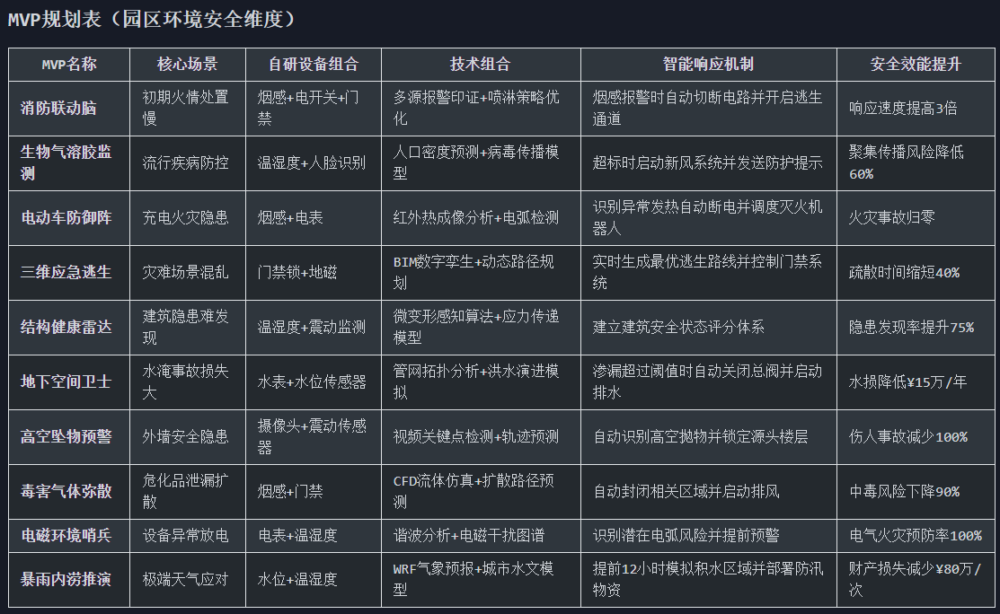 MVP规划表（园区环境安全维度）
MVP名称 核心场景 自研设备组合 技术组合 智能响应机制 安全效能提升
消防联动脑 初期火情处置慢 烟感+电开关+门禁 多源报警印证+喷淋策略优化 烟感报警时自动切断电路并开启逃生通道 响应速度提高3倍
生物气溶胶监测 流行疾病防控 温湿度+人脸识别 人口密度预测+病毒传播模型 超标时启动新风系统并发送防护提示 聚集传播风险降低60%
电动车防御阵 充电火灾隐患 烟感+电表 红外热成像分析+电弧检测 识别异常发热自动断电并调度灭火机器人 火灾事故归零
三维应急逃生 灾难场景混乱 门禁锁+地磁 BIM数字孪生+动态路径规划 实时生成最优逃生路线并控制门禁系统 疏散时间缩短40%
结构健康雷达 建筑隐患难发现 温湿度+震动监测 微变形感知算法+应力传递模型 建立建筑安全状态评分体系 隐患发现率提升75%
地下空间卫士 水淹事故损失大 水表+水位传感器 管网拓扑分析+洪水演进模拟 渗漏超过阈值时自动关闭总阀并启动排水 水损降低¥15万/年
高空坠物预警 外墙安全隐患 摄像头+震动传感器 视频关键点检测+轨迹预测 自动识别高空抛物并锁定源头楼层 伤人事故减少100%
毒害气体弥散 危化品泄漏扩散 烟感+门禁 CFD流体仿真+扩散路径预测 自动封闭相关区域并启动排风 中毒风险下降90%
电磁环境哨兵 设备异常放电 电表+温湿度 谐波分析+电磁干扰图谱 识别潜在电弧风险并提前预警 电气火灾预防率100%
暴雨内涝推演 极端天气应对 水位+温湿度 WRF气象预报+城市水文模型 提前12小时模拟积水区域并部署防汛物资 财产损失减少¥80万/次